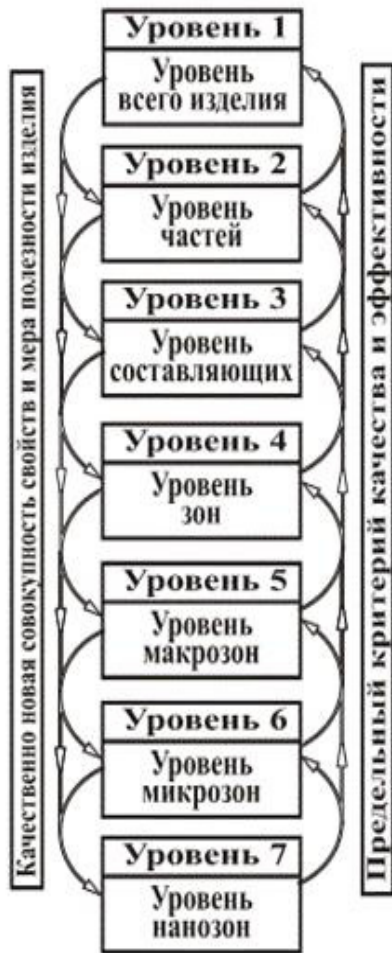 Качественно новая совокупность свойств и мера полезности изделия
Уровень 1
Уровень
всего изделия
Уровень 2
Уровень
частей
Уровень 3
Уровень
составляющих
Уровень 4
Уровень
зон
Уровень 5
Уровень
макрозон
Уровень 6
Уровень
микрозон
Уровень 7
Уровень
нанозон
Предельный критерий качества и эффективности